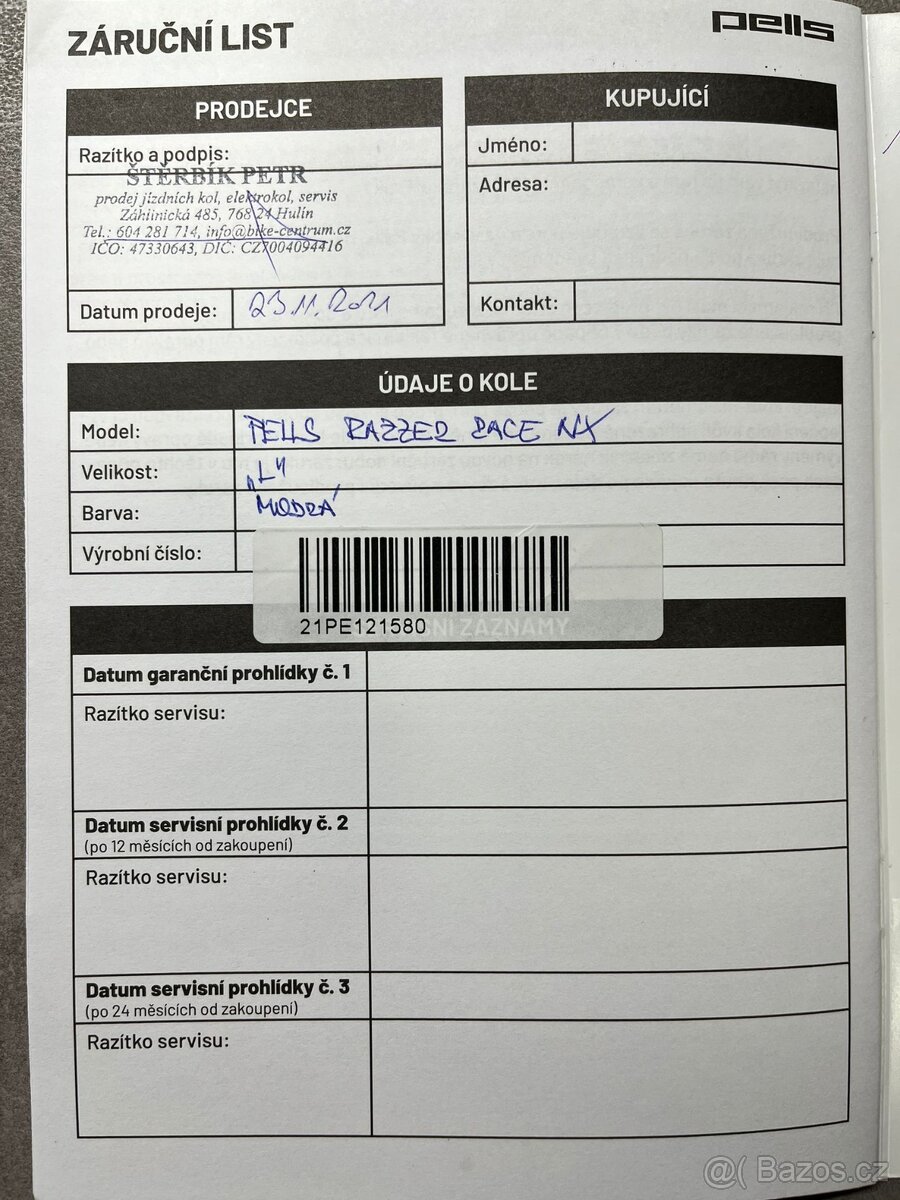 ZÁRUČNÍ LIST
pells
PRODEJCE
Razítko a podpis:
ŠTĚRBÍK PETR
prodej jízdních kol, elektrokol, servis
Záhlinická 485, 768 24 Hulín
Tel.: 604 281 714, info@bike-centrum.cz
IČO: 47330643, DIČ: CZ7004094416
Datum prodeje: 23.11.2021
KUPUJÍCÍ
Jméno:
Adresa:
Kontakt:
ÚDAJE O KOLE
Model: PELLS RAZZER RACE NX
Velikost: „L"
Barva: MODRÁ
Výrobní číslo:
21PE121580
ZÁZNAMY
Datum garanční prohlídky č. 1
Razítko servisu:
Datum servisní prohlídky č. 2
(po 12 měsících od zakoupení)
Razítko servisu:
Datum servisní prohlídky č. 3
(po 24 měsících od zakoupení)
Razítko servisu:
@ Bazos.cz